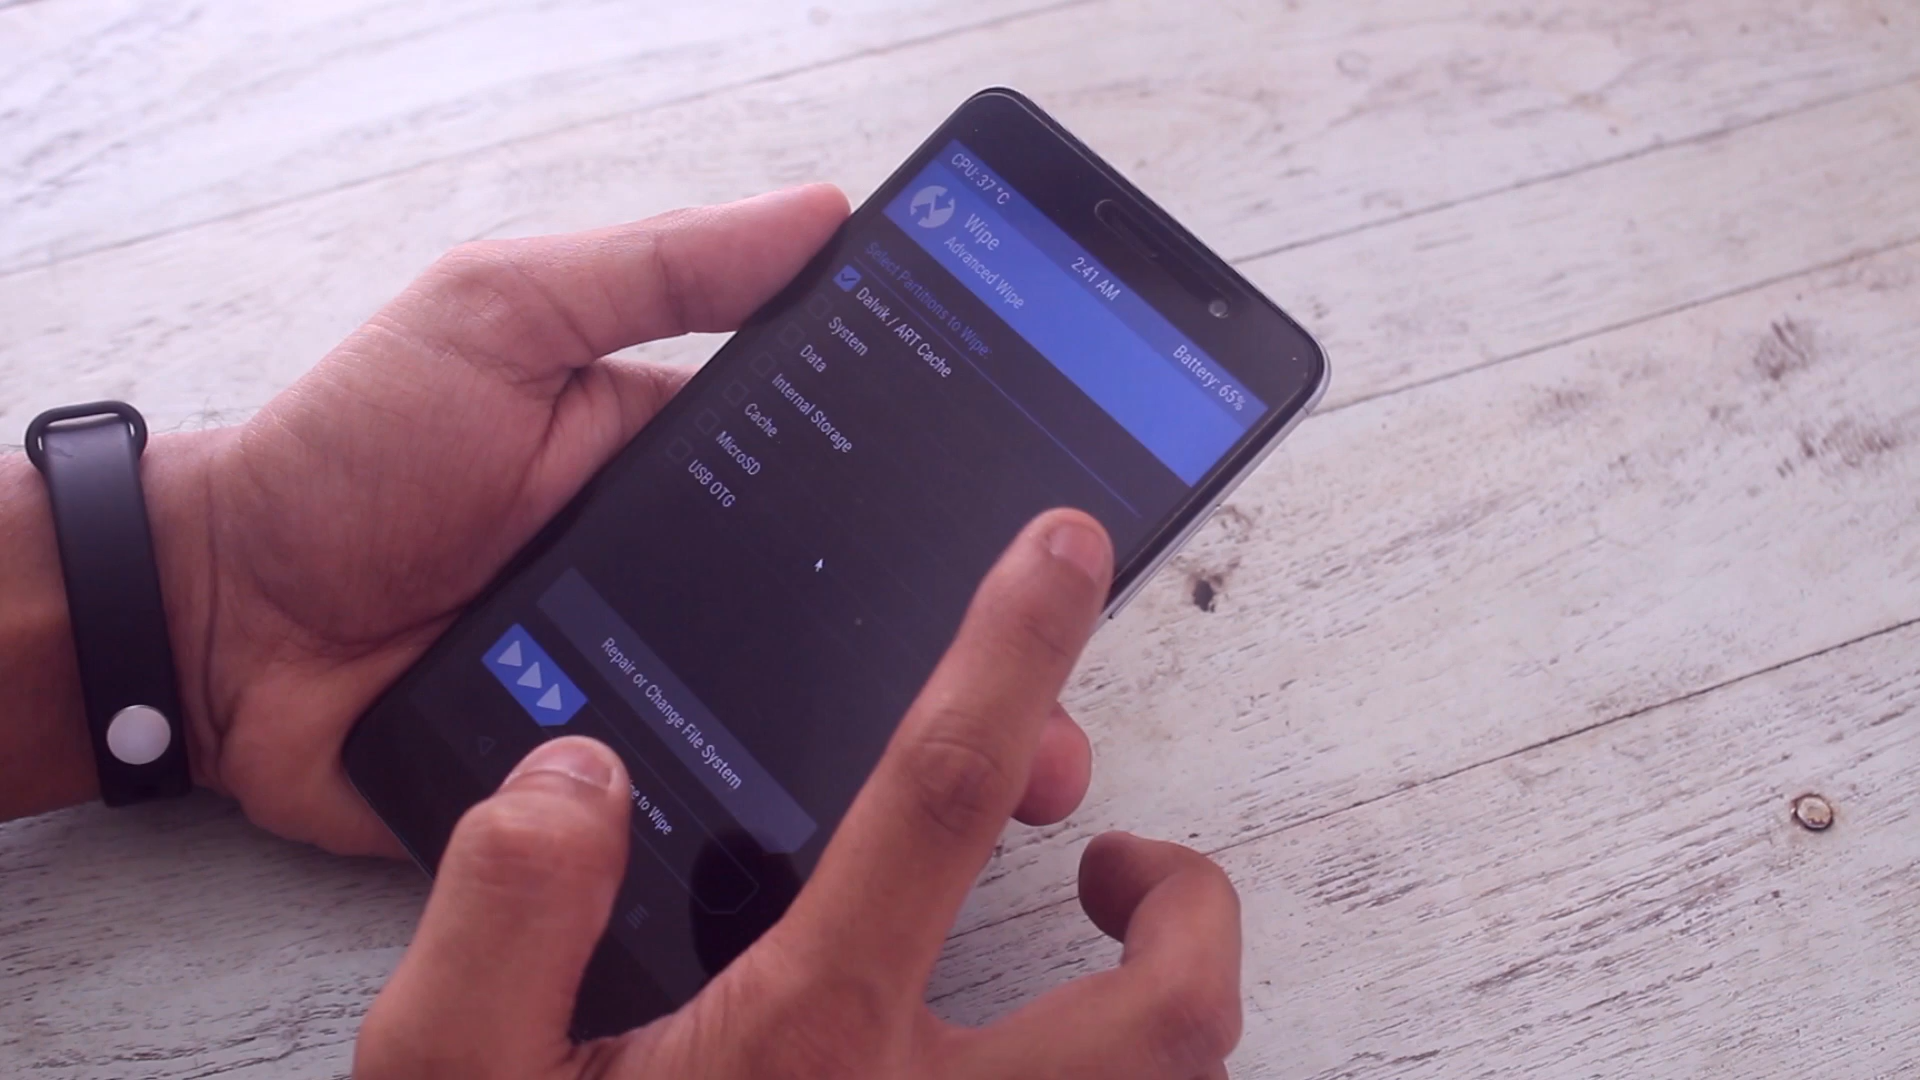 CPU: 37 °C
2:41 AM
Battery: 65%
Wipe
Advanced Wipe
Select Partitions to Wipe:
Dalvik / ART Cache
System
Data
Internal Storage
Cache
MicroSD
USB OTG
Repair or Change File System
to Wipe